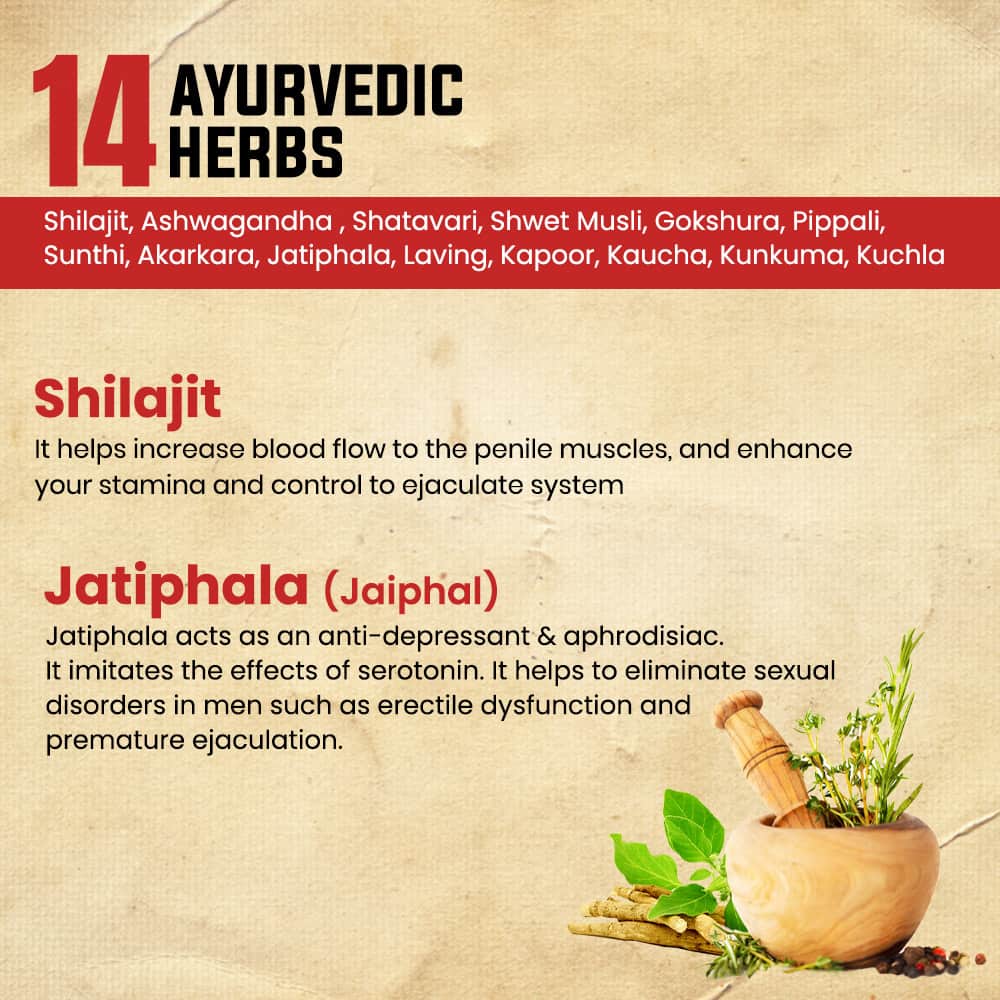 14 AYURVEDIC
HERBS
Shilajit, Ashwagandha , Shatavari, Shwet Musli, Gokshura, Pippali,
Sunthi, Akarkara, Jatiphala, Laving, Kapoor, Kaucha, Kunkuma, Kuchla
Shilajit
It helps increase blood flow to the penile muscles, and enhance
your stamina and control to ejaculate system
Jatiphala (Jaiphal)
Jatiphala acts as an anti-depressant & aphrodisiac.
It imitates the effects of serotonin. It helps to eliminate sexual
disorders in men such as erectile dysfunction and
premature ejaculation.